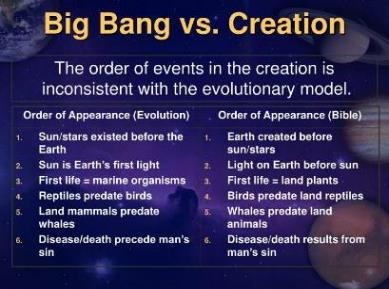 Big Bang vs. Creation
The order of events in the creation is
inconsistent with the evolutionary model.
Order of Appearance (Evolution)
1. Sun/stars existed before the
Earth
2. Sun is Earth's first light
3. First life = marine organisms
4. Reptiles predate birds
5. Land mammals predate
whales
6. Disease/death precede man's
sin
Order of Appearance (Bible)
1. Earth created before
sun/stars
2. Light on Earth before sun
3. First life = land plants
4. Birds predate land reptiles
5. Whales predate land
animals
6. Disease/death results from
man's sin